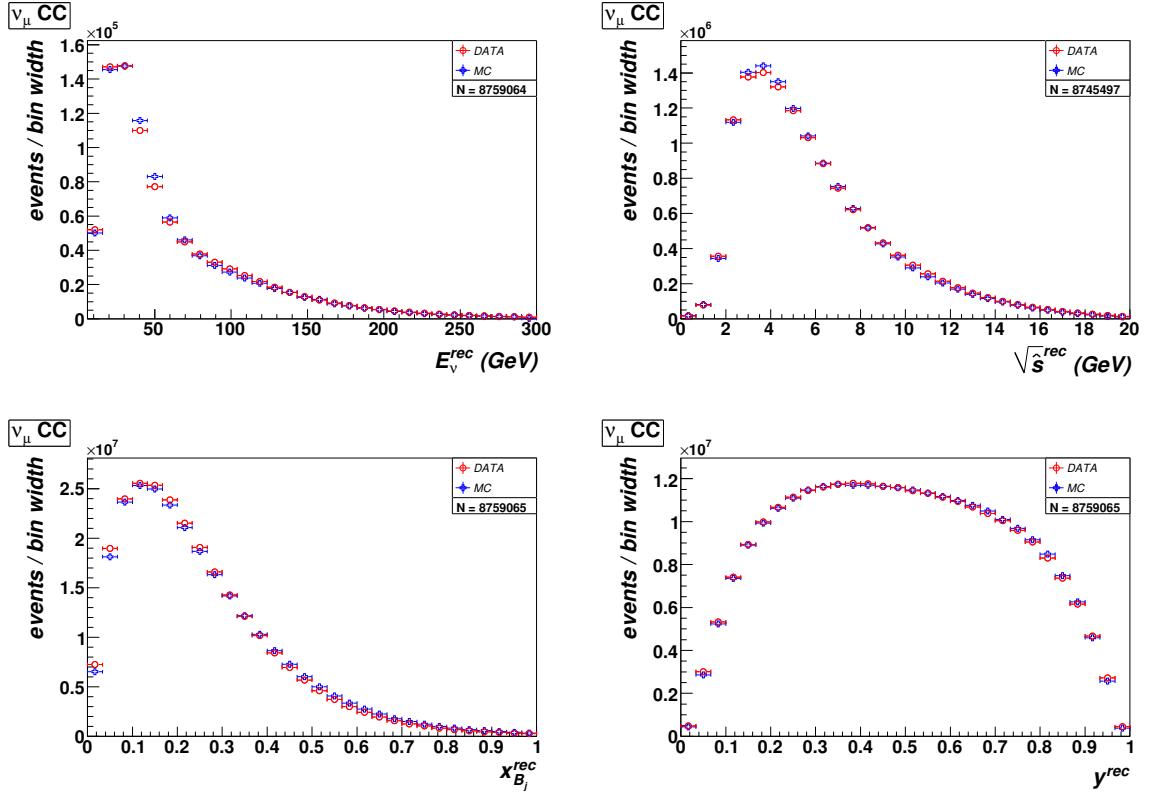 ν_μ CC
×10^5
events / bin width
1.6
1.4
1.2
1
0.8
0.6
0.4
0.2
0
DATA
MC
N = 8759064
50 100 150 200 250 300
E_ν^rec (GeV)
ν_μ CC
×10^6
events / bin width
1.4
1.2
1
0.8
0.6
0.4
0.2
0
DATA
MC
N = 8745497
0 2 4 6 8 10 12 14 16 18 20
√ŝ^rec (GeV)
ν_μ CC
×10^7
events / bin width
2.5
2
1.5
1
0.5
0
DATA
MC
N = 8759065
0 0.1 0.2 0.3 0.4 0.5 0.6 0.7 0.8 0.9 1
x_Bj^rec
ν_μ CC
×10^7
events / bin width
1.2
1
0.8
0.6
0.4
0.2
0
DATA
MC
N = 8759065
0 0.1 0.2 0.3 0.4 0.5 0.6 0.7 0.8 0.9 1
y^rec